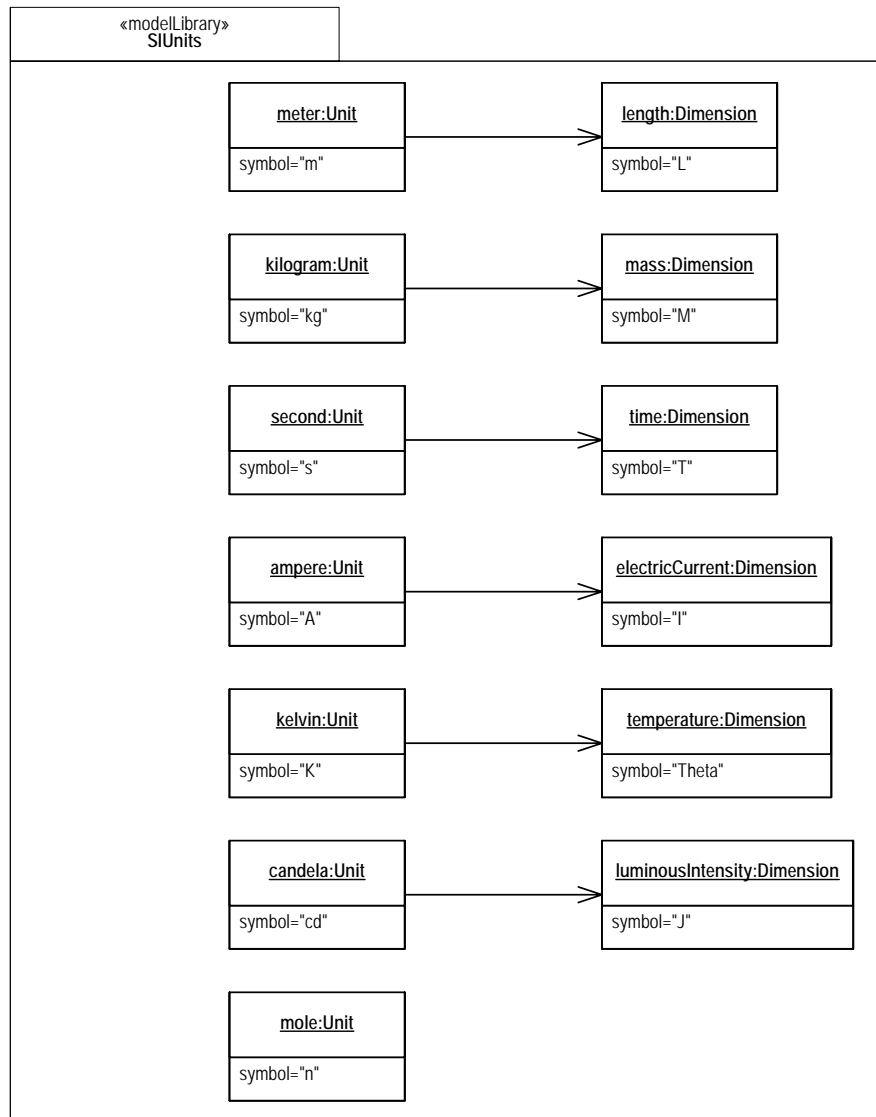 «modelLibrary»
SIUnits
meter:Unit
symbol="m"
length:Dimension
symbol="L"
kilogram:Unit
symbol="kg"
mass:Dimension
symbol="M"
second:Unit
symbol="s"
time:Dimension
symbol="T"
ampere:Unit
symbol="A"
electricCurrent:Dimension
symbol="I"
kelvin:Unit
symbol="K"
temperature:Dimension
symbol="Theta"
candela:Unit
symbol="cd"
luminousIntensity:Dimension
symbol="J"
mole:Unit
symbol="n"